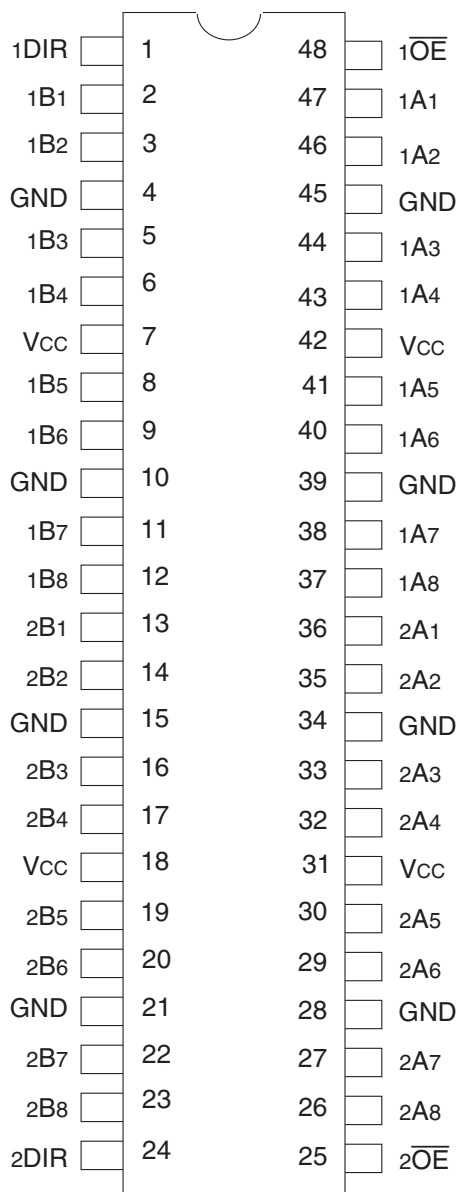 1DIR 1 48 1O̅E̅
1B1 2 47 1A1
1B2 3 46 1A2
GND 4 45 GND
1B3 5 44 1A3
1B4 6 43 1A4
VCC 7 42 VCC
1B5 8 41 1A5
1B6 9 40 1A6
GND 10 39 GND
1B7 11 38 1A7
1B8 12 37 1A8
2B1 13 36 2A1
2B2 14 35 2A2
GND 15 34 GND
2B3 16 33 2A3
2B4 17 32 2A4
VCC 18 31 VCC
2B5 19 30 2A5
2B6 20 29 2A6
GND 21 28 GND
2B7 22 27 2A7
2B8 23 26 2A8
2DIR 24 25 2O̅E̅